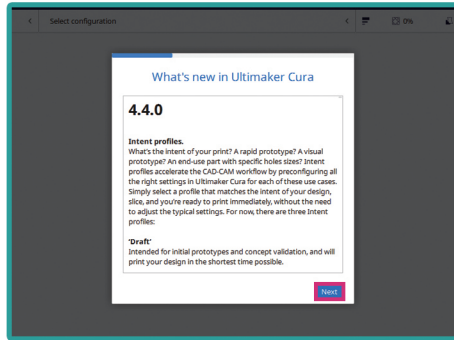 Select configuration
0%
What's new in Ultimaker Cura
4.4.0
Intent profiles.
What's the intent of your print? A rapid prototype? A visual
prototype? An end-use part with specific holes sizes? Intent
profiles accelerate the CAD-CAM workflow by preconfiguring all
the right settings in Ultimaker Cura for each of these use cases.
Simply select a profile that matches the intent of your design,
slice, and you're ready to print immediately, without the need
to adjust the typical settings. For now, there are three Intent
profiles:
'Draft'
Intended for initial prototypes and concept validation, and will
print your design in the shortest time possible.
Next